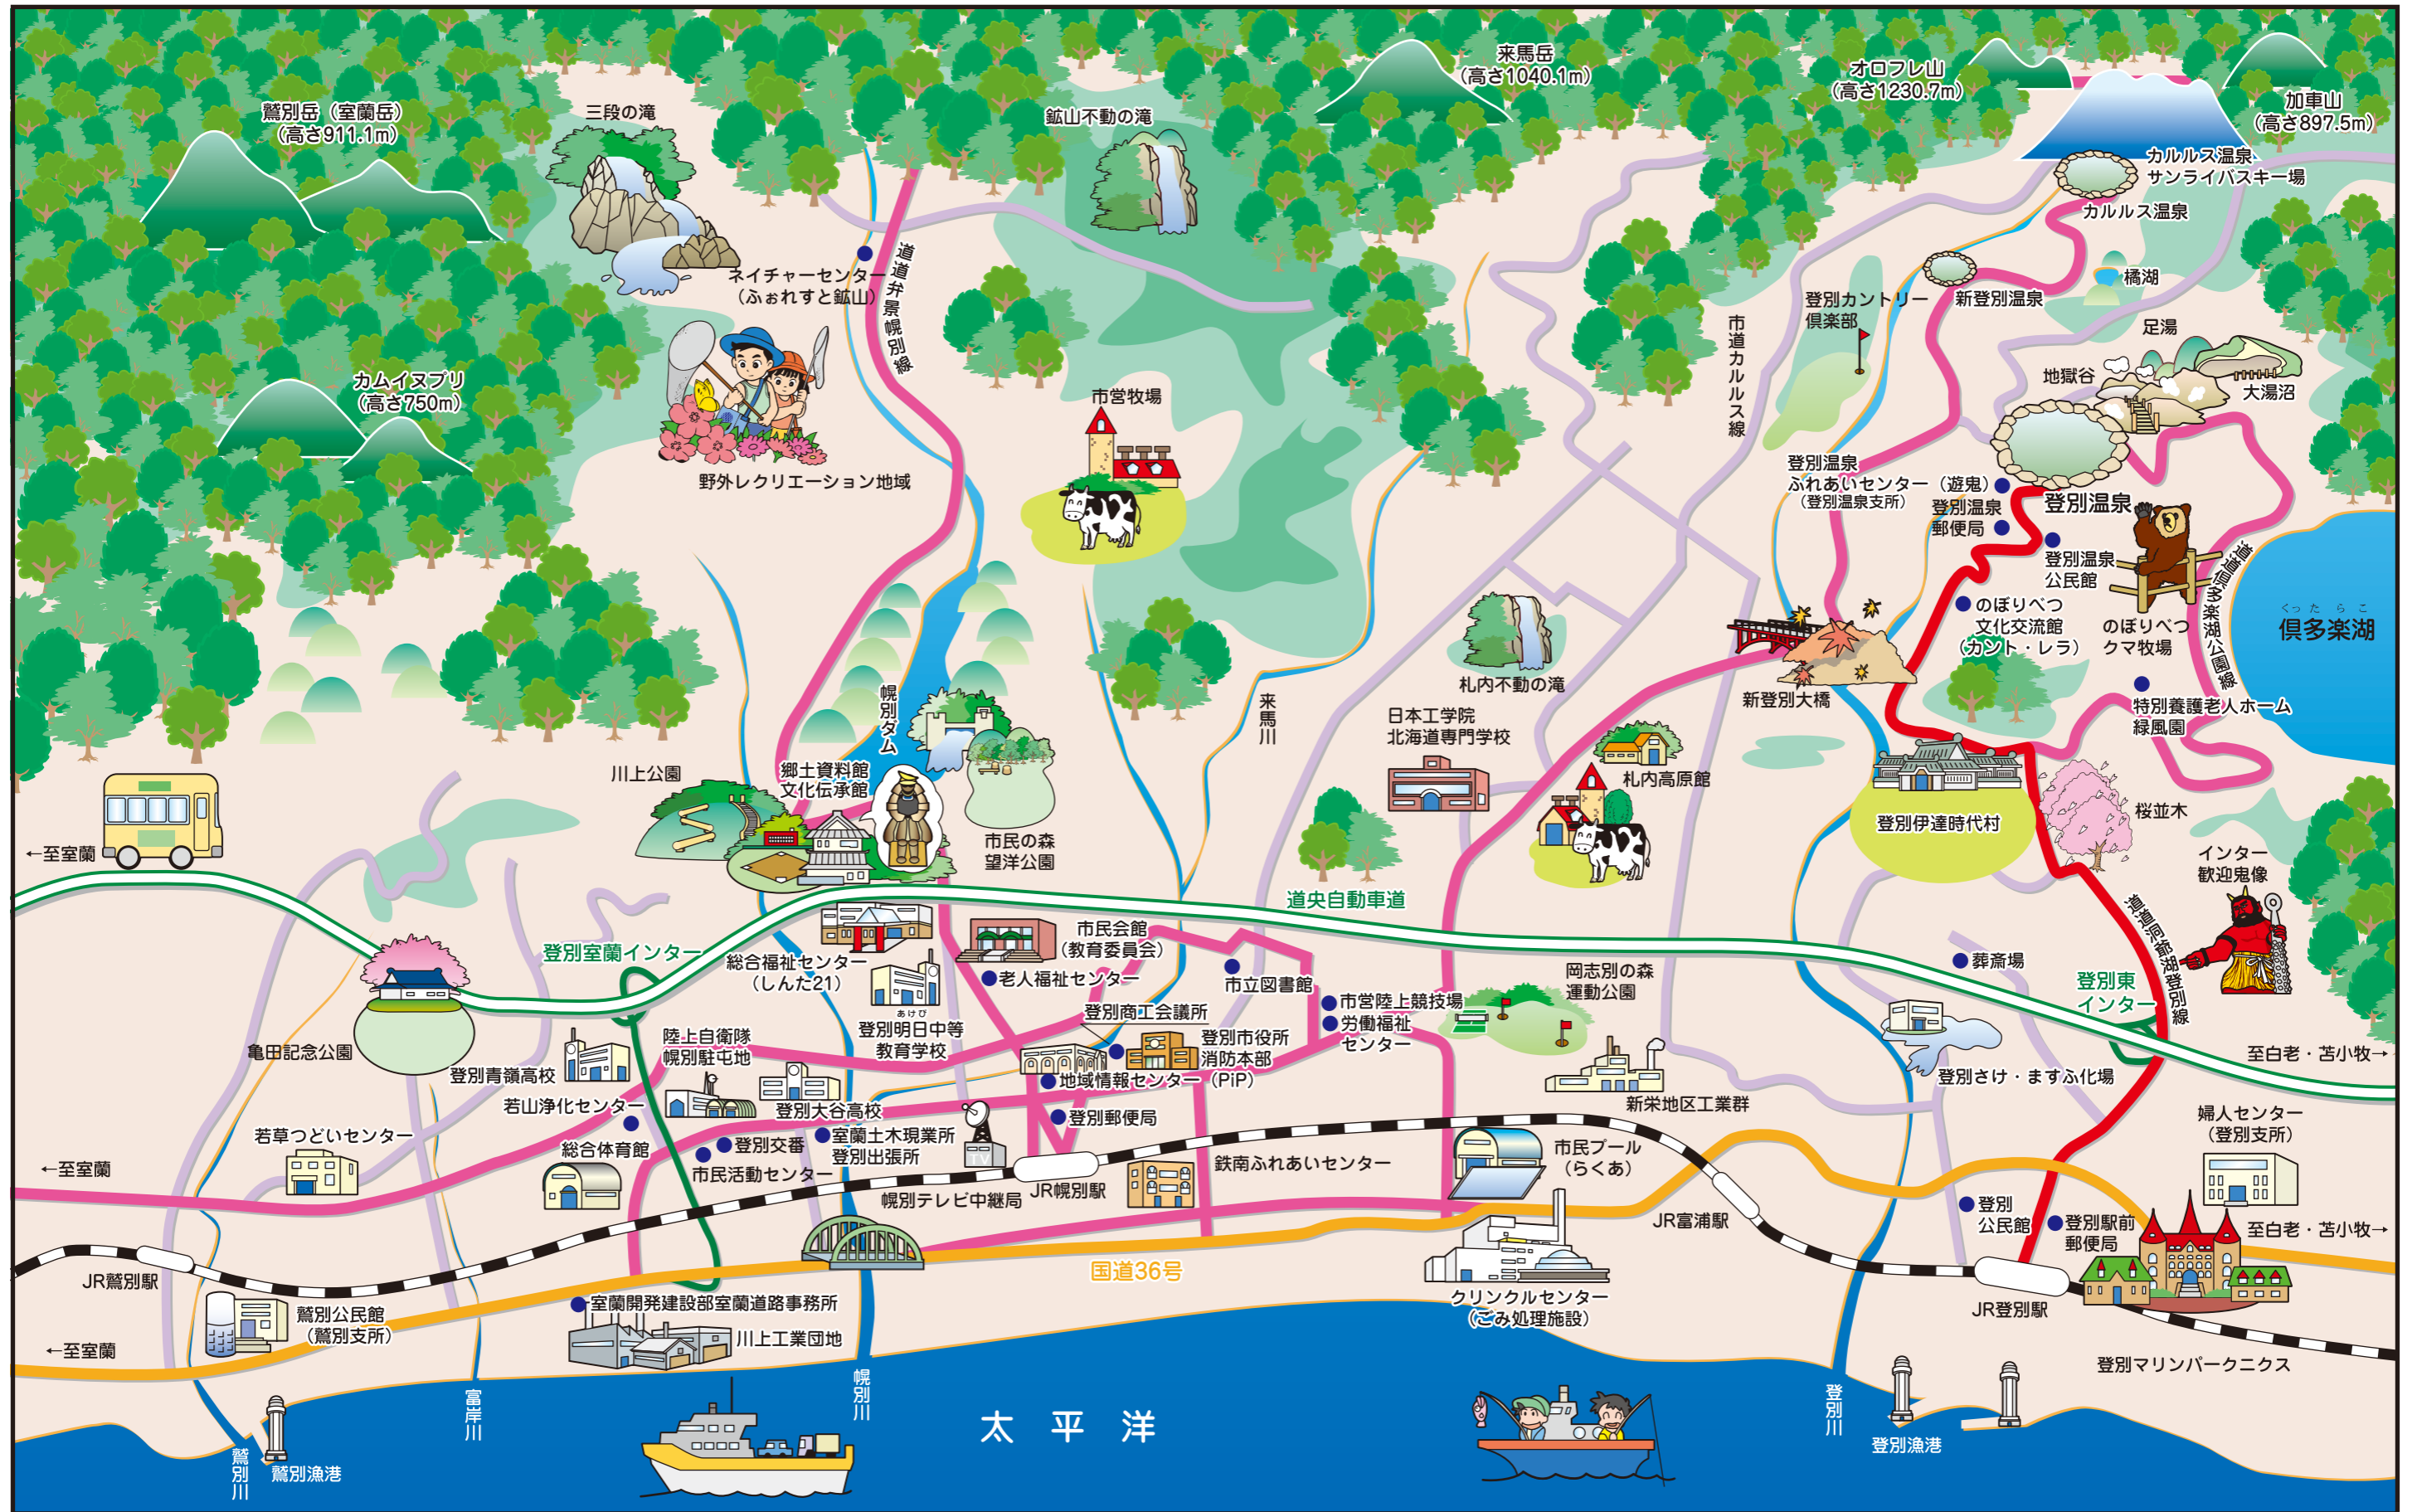 来馬岳
(高さ1040.1m)
オロフレ山
(高さ1230.7m)
加車山
(高さ897.5m)
鷲別岳(室蘭岳)
(高さ911.1m)
三段の滝
鉱山不動の滝
カルルス温泉
サンライバスキー場
カルルス温泉
道道弁景幌別線
ネイチャーセンター
(ふぉれすと鉱山)
橘湖
新登別温泉
登別カントリー
倶楽部
市道カルルス線
足湯
地獄谷
大湯沼
カムイヌプリ
(高さ750m)
市営牧場
野外レクリエーション地域
登別温泉
ふれあいセンター(遊鬼)
(登別温泉支所)
登別温泉
登別温泉
郵便局
登別温泉
公民館
道道倶多楽湖公園線
のぼりべつ
文化交流館
(カント・レラ)
のぼりべつ
クマ牧場
くったらこ
倶多楽湖
札内不動の滝
新登別大橋
特別養護老人ホーム
緑風園
幌別ダム
来馬川
日本工学院
北海道専門学校
札内高原館
川上公園
郷土資料館
文化伝承館
市民の森
望洋公園
登別伊達時代村
桜並木
←至室蘭
インター
歓迎鬼像
道央自動車道
道道洞爺湖登別線
登別室蘭インター
総合福祉センター
(しんた21)
市民会館
(教育委員会)
老人福祉センター
市立図書館
岡志別の森
運動公園
葬斎場
登別東
インター
市営陸上競技場
労働福祉
センター
登別商工会議所
あけび
登別明日中等
教育学校
陸上自衛隊
幌別駐屯地
登別市役所
消防本部
亀田記念公園
登別青嶺高校
地域情報センター(PiP)
至白老・苫小牧→
登別さけ・ますふ化場
若山浄化センター
登別大谷高校
登別郵便局
新栄地区工業群
婦人センター
(登別支所)
若草つどいセンター
総合体育館
登別交番
室蘭土木現業所
登別出張所
市民活動センター
TV
鉄南ふれあいセンター
市民プール
(らくあ)
←至室蘭
幌別テレビ中継局
JR幌別駅
JR富浦駅
登別
公民館
登別駅前
郵便局
至白老・苫小牧→
JR鷲別駅
国道36号
クリンクルセンター
(ごみ処理施設)
JR登別駅
鷲別公民館
(鷲別支所)
室蘭開発建設部室蘭道路事務所
川上工業団地
←至室蘭
登別マリンパークニクス
富岸川
幌別川
登別川
太平洋
登別漁港
鷲別川
鷲別漁港